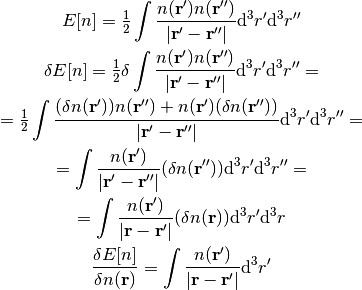 E[n] = ½ ∫ n(r′)n(r″) / |r′ − r″| d³r′d³r″
δE[n] = ½δ ∫ n(r′)n(r″) / |r′ − r″| d³r′d³r″ =
= ½ ∫ (δn(r′))n(r″) + n(r′)(δn(r″)) / |r′ − r″| d³r′d³r″ =
= ∫ n(r′) / |r′ − r″| (δn(r″))d³r′d³r″ =
= ∫ n(r′) / |r − r′| (δn(r))d³r′d³r
δE[n] / δn(r) = ∫ n(r′) / |r − r′| d³r′